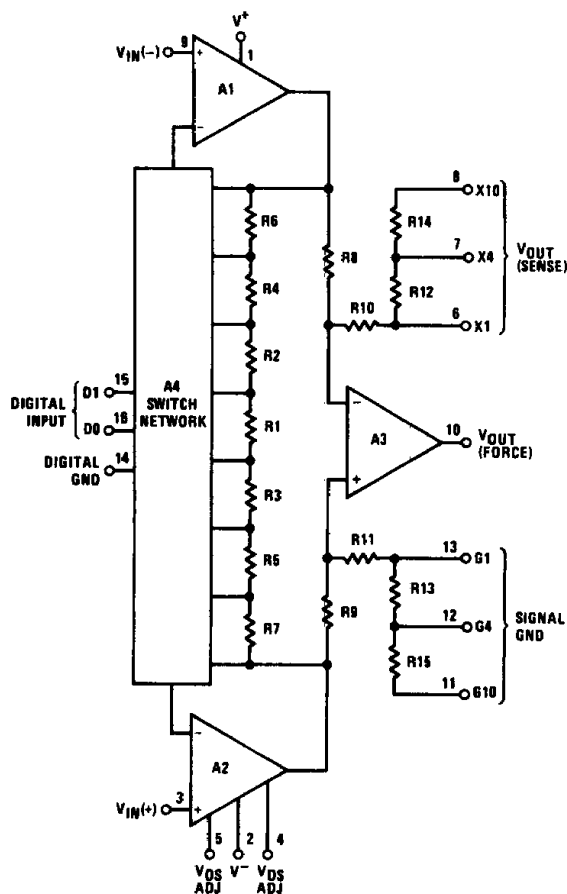 V+
1
9
VIN(-)
+
A1
-
8
X10
R6
R14
R8
7
X4
VOUT
(SENSE)
R4
R12
R10
6
X1
R2
15
D1
A4
SWITCH
NETWORK
DIGITAL
INPUT
16
D0
R1
-
A3
10
VOUT
(FORCE)
14
DIGITAL
GND
+
R3
R11
13
G1
R5
R13
R9
12
G4
SIGNAL
GND
R7
R15
11
G10
-
A2
VIN(+)
3
+
5
2
4
VOS
ADJ
V-
VOS
ADJ